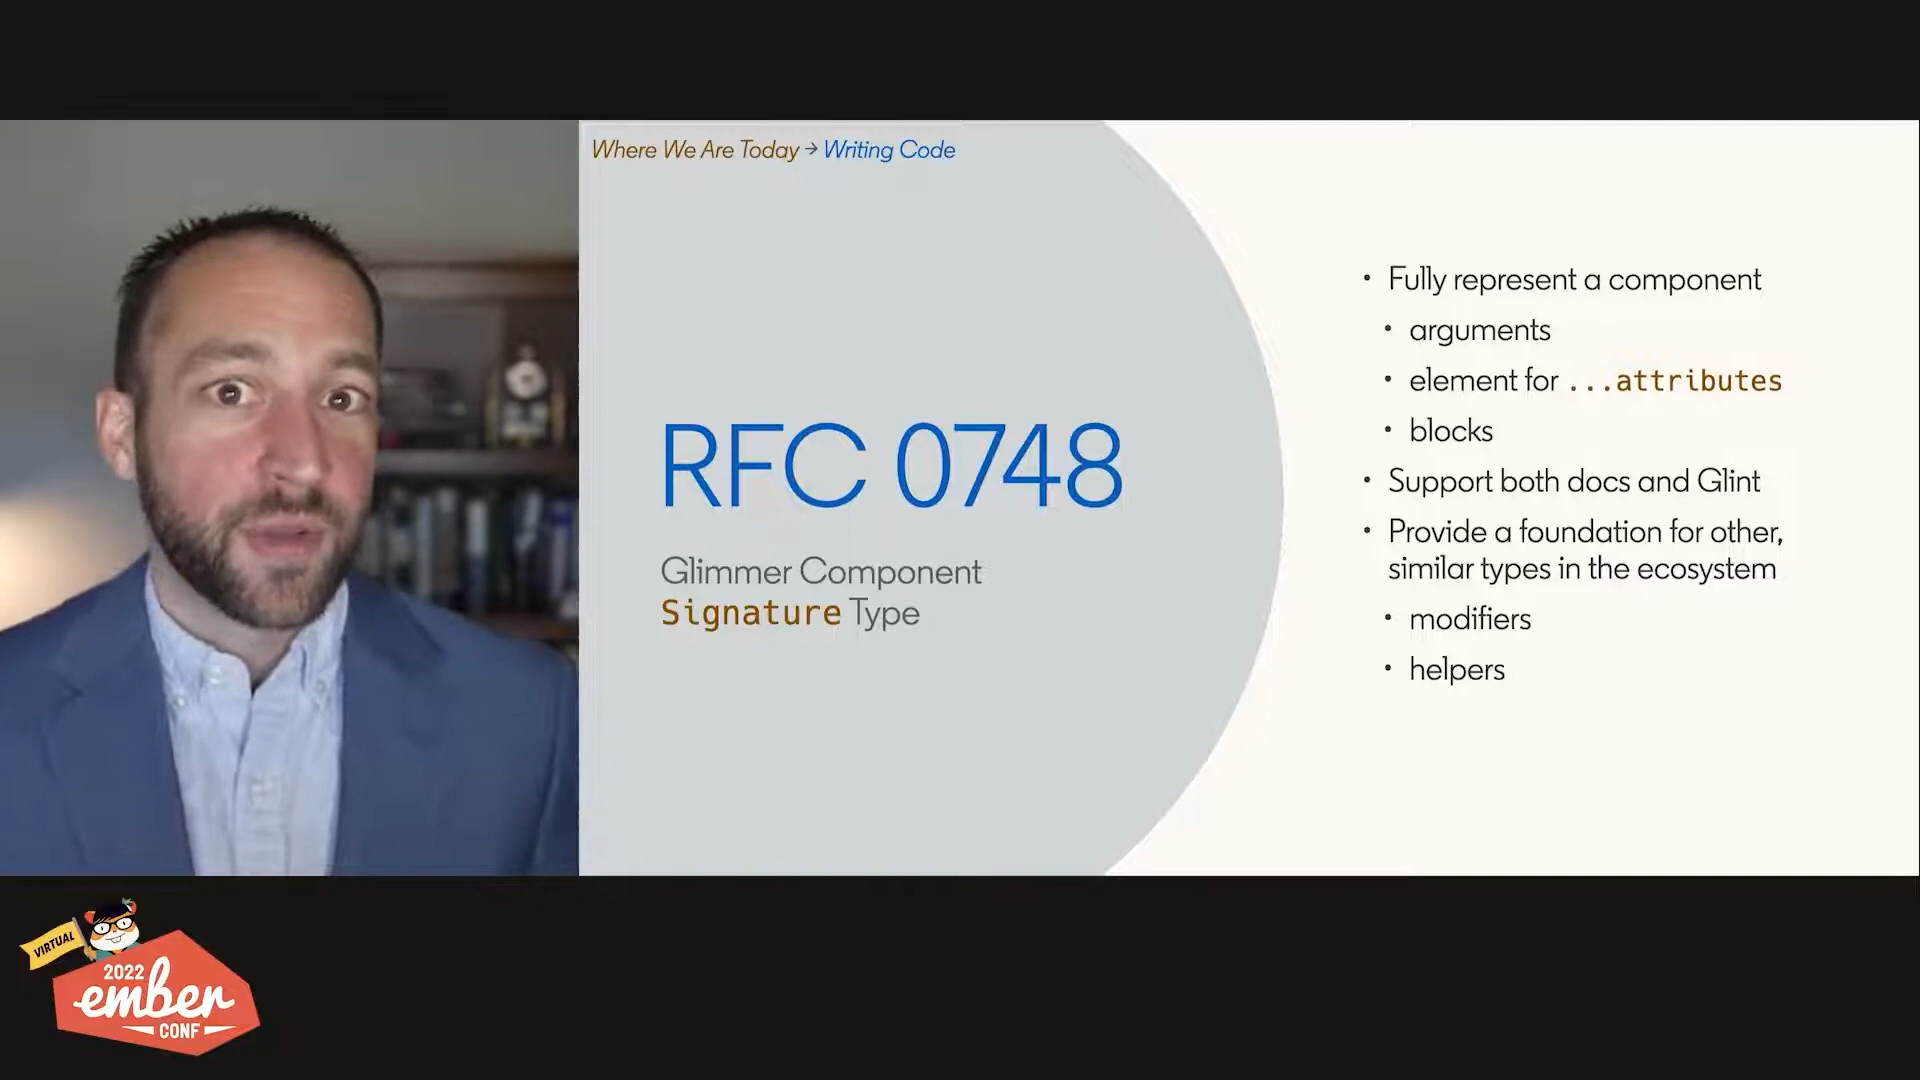 Where We Are Today → Writing Code
RFC 0748
Glimmer Component
Signature Type
• Fully represent a component
• arguments
• element for ...attributes
• blocks
• Support both docs and Glint
• Provide a foundation for other,
similar types in the ecosystem
• modifiers
• helpers
VIRTUAL
2022
ember
CONF